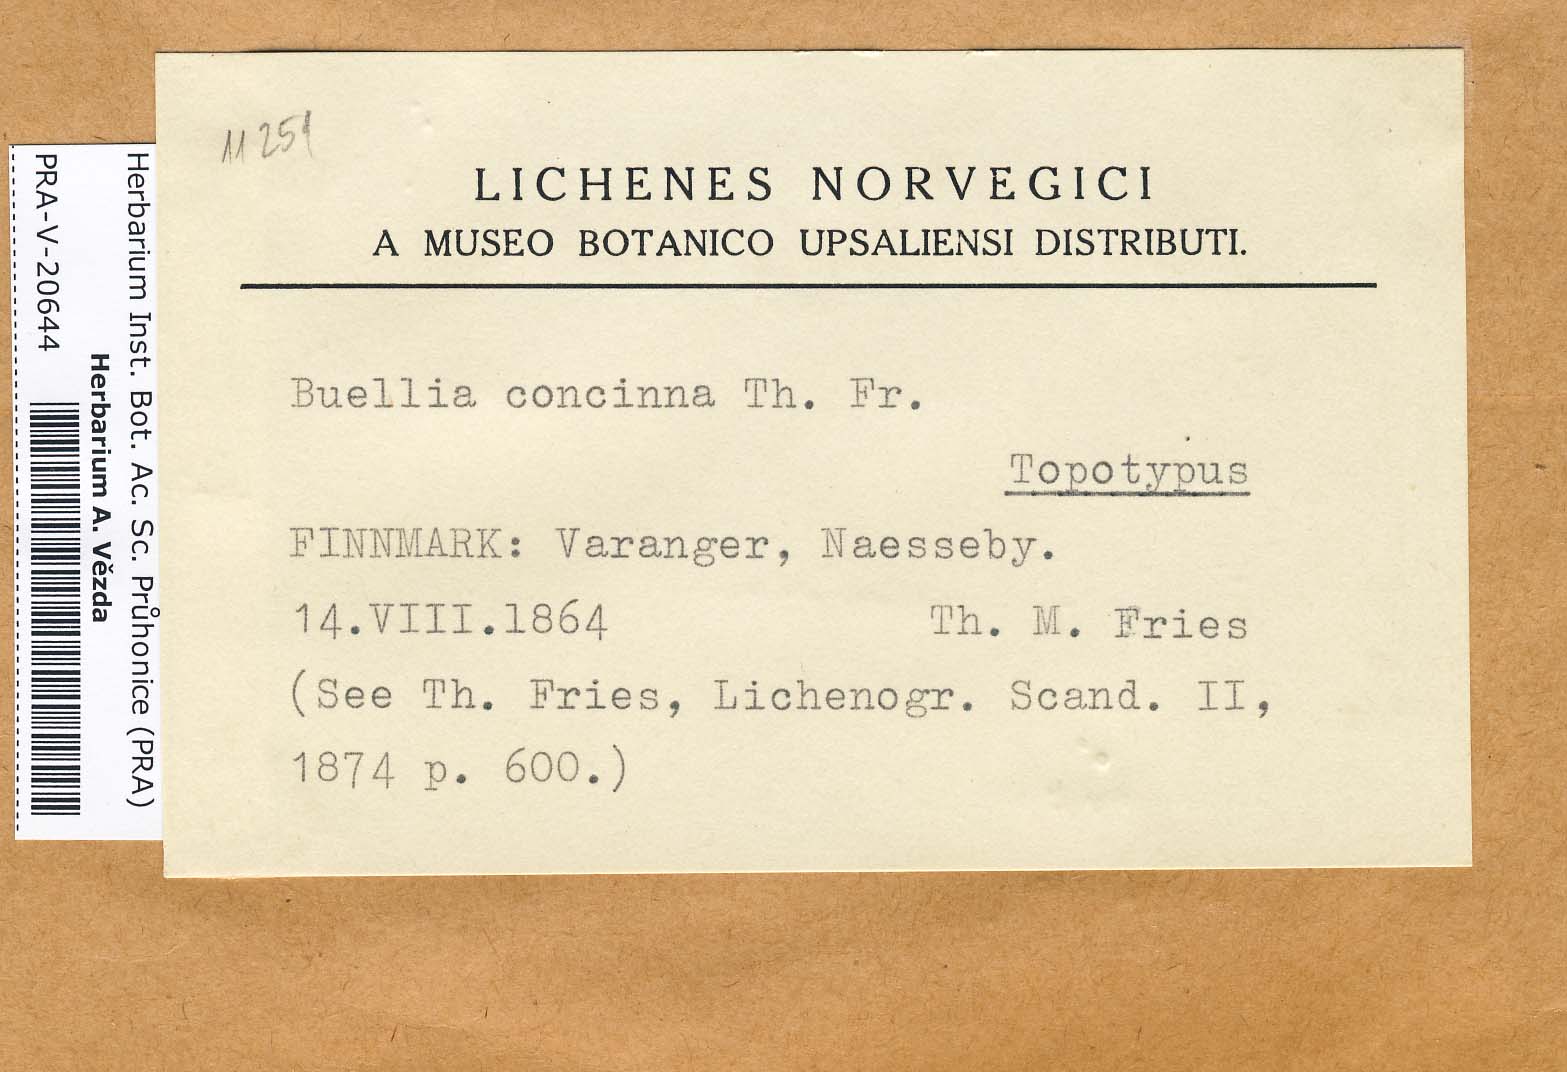 11251
LICHENES NORVEGICI
A MUSEO BOTANICO UPSALIENSI DISTRIBUTI.
Buellia concinna Th. Fr.
Topotypus
FINNMARK: Varanger, Naesseby.
14.VIII.1864 Th. M. Fries
(See Th. Fries, Lichenogr. Scand. II,
1874 p. 600.)
Herbarium Inst. Bot. Ac. Sc. Průhonice (PRA)
Herbarium A. Vězda
PRA-V-20644